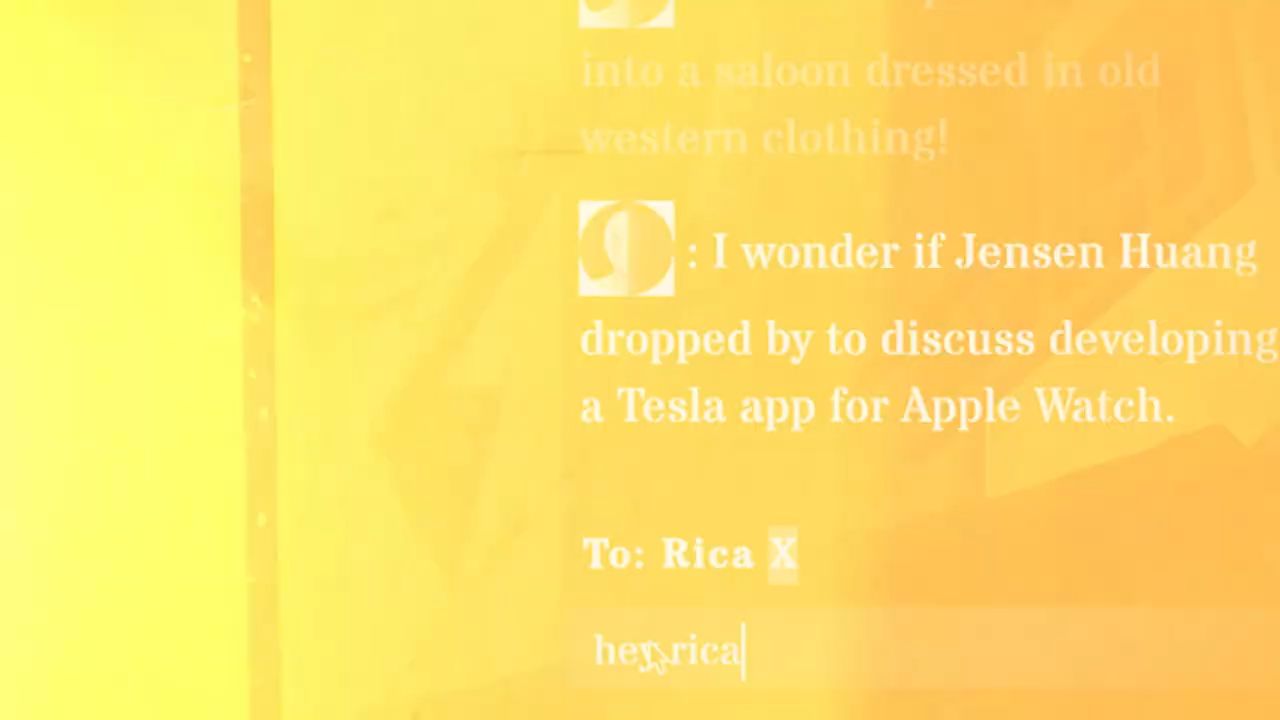 into a saloon dressed in old
western clothing!
: I wonder if Jensen Huang
dropped by to discuss developing
a Tesla app for Apple Watch.
To: Rica X
hey rica